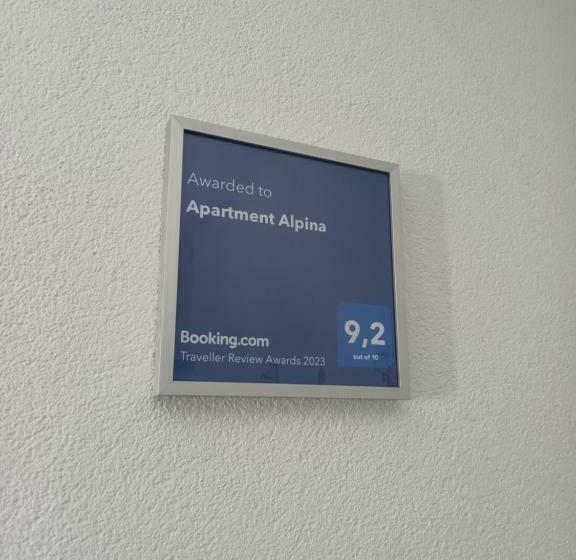 Awarded to
Apartment Alpina
Booking.com
Traveller Review Awards 2023
9,2
out of 10